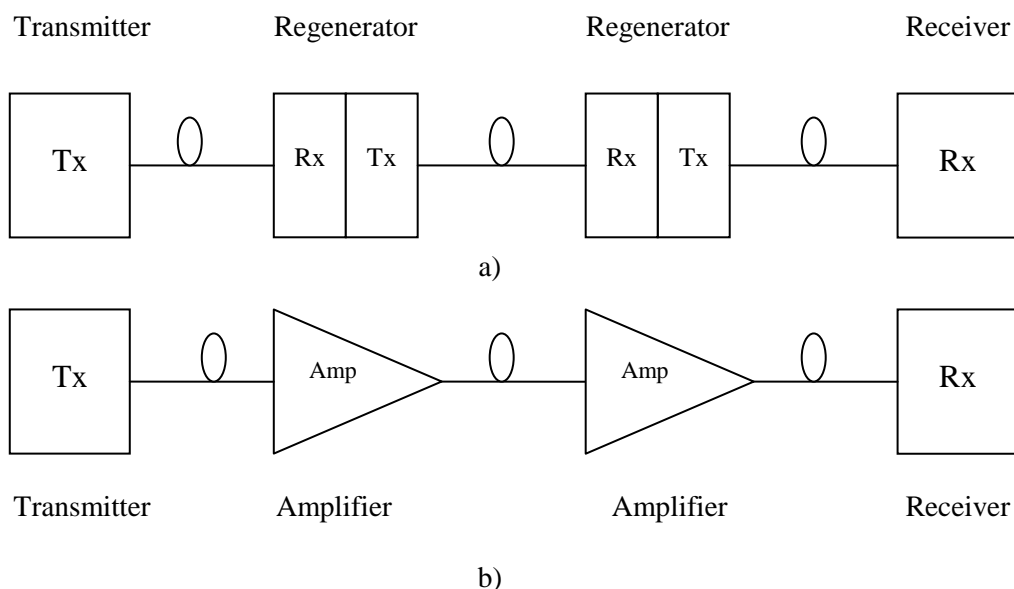 Transmitter Regenerator Regenerator Receiver
Tx Rx Tx Rx Tx Rx
a)
Tx Amp Amp Rx
Transmitter Amplifier Amplifier Receiver
b)